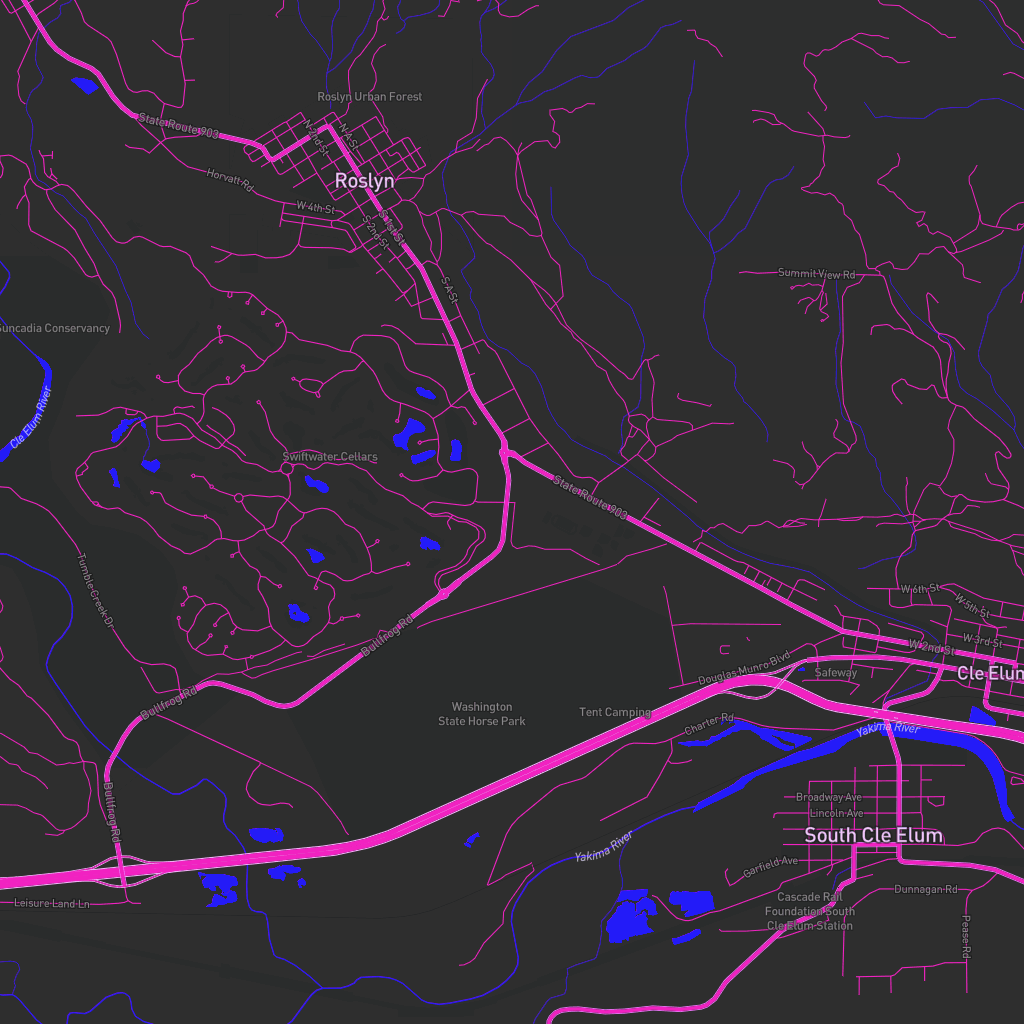 Roslyn Urban Forest
State Route 903
N 2nd St
N A St
Horvatt Rd
Roslyn
W 4th St
S 1st St
S 2nd St
S A St
Summit View Rd
Suncadia Conservancy
Cle Elum River
Swiftwater Cellars
State Route 903
Tumble Creek Dr
W 6th St
W 5th St
W 3rd St
W 2nd St
Bullfrog Rd
Douglas Munro Blvd
Safeway
Cle Elum
Bullfrog Rd
Washington
State Horse Park
Tent Camping
Charter Rd
Yakima River
Bullfrog Rd
Broadway Ave
Lincoln Ave
South Cle Elum
Yakima River
Garfield Ave
Leisure Land Ln
Dunnagan Rd
Cascade Rail
Foundation South
Cle Elum Station
Pease Rd